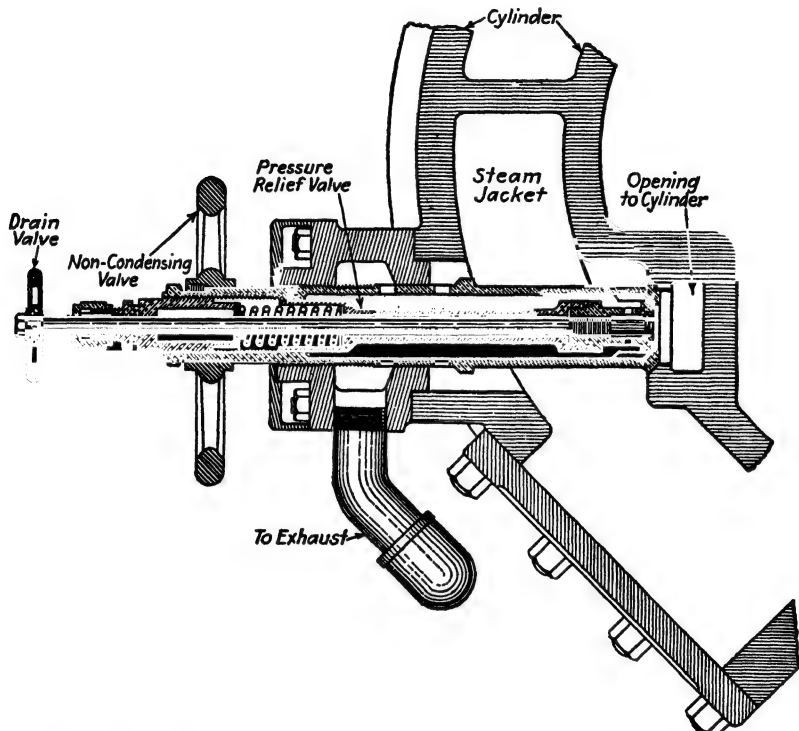 Cylinder
Pressure
Relief Valve
Steam
Jacket
Opening
to Cylinder
Drain
Valve
Non-Condensing
Valve
To Exhaust